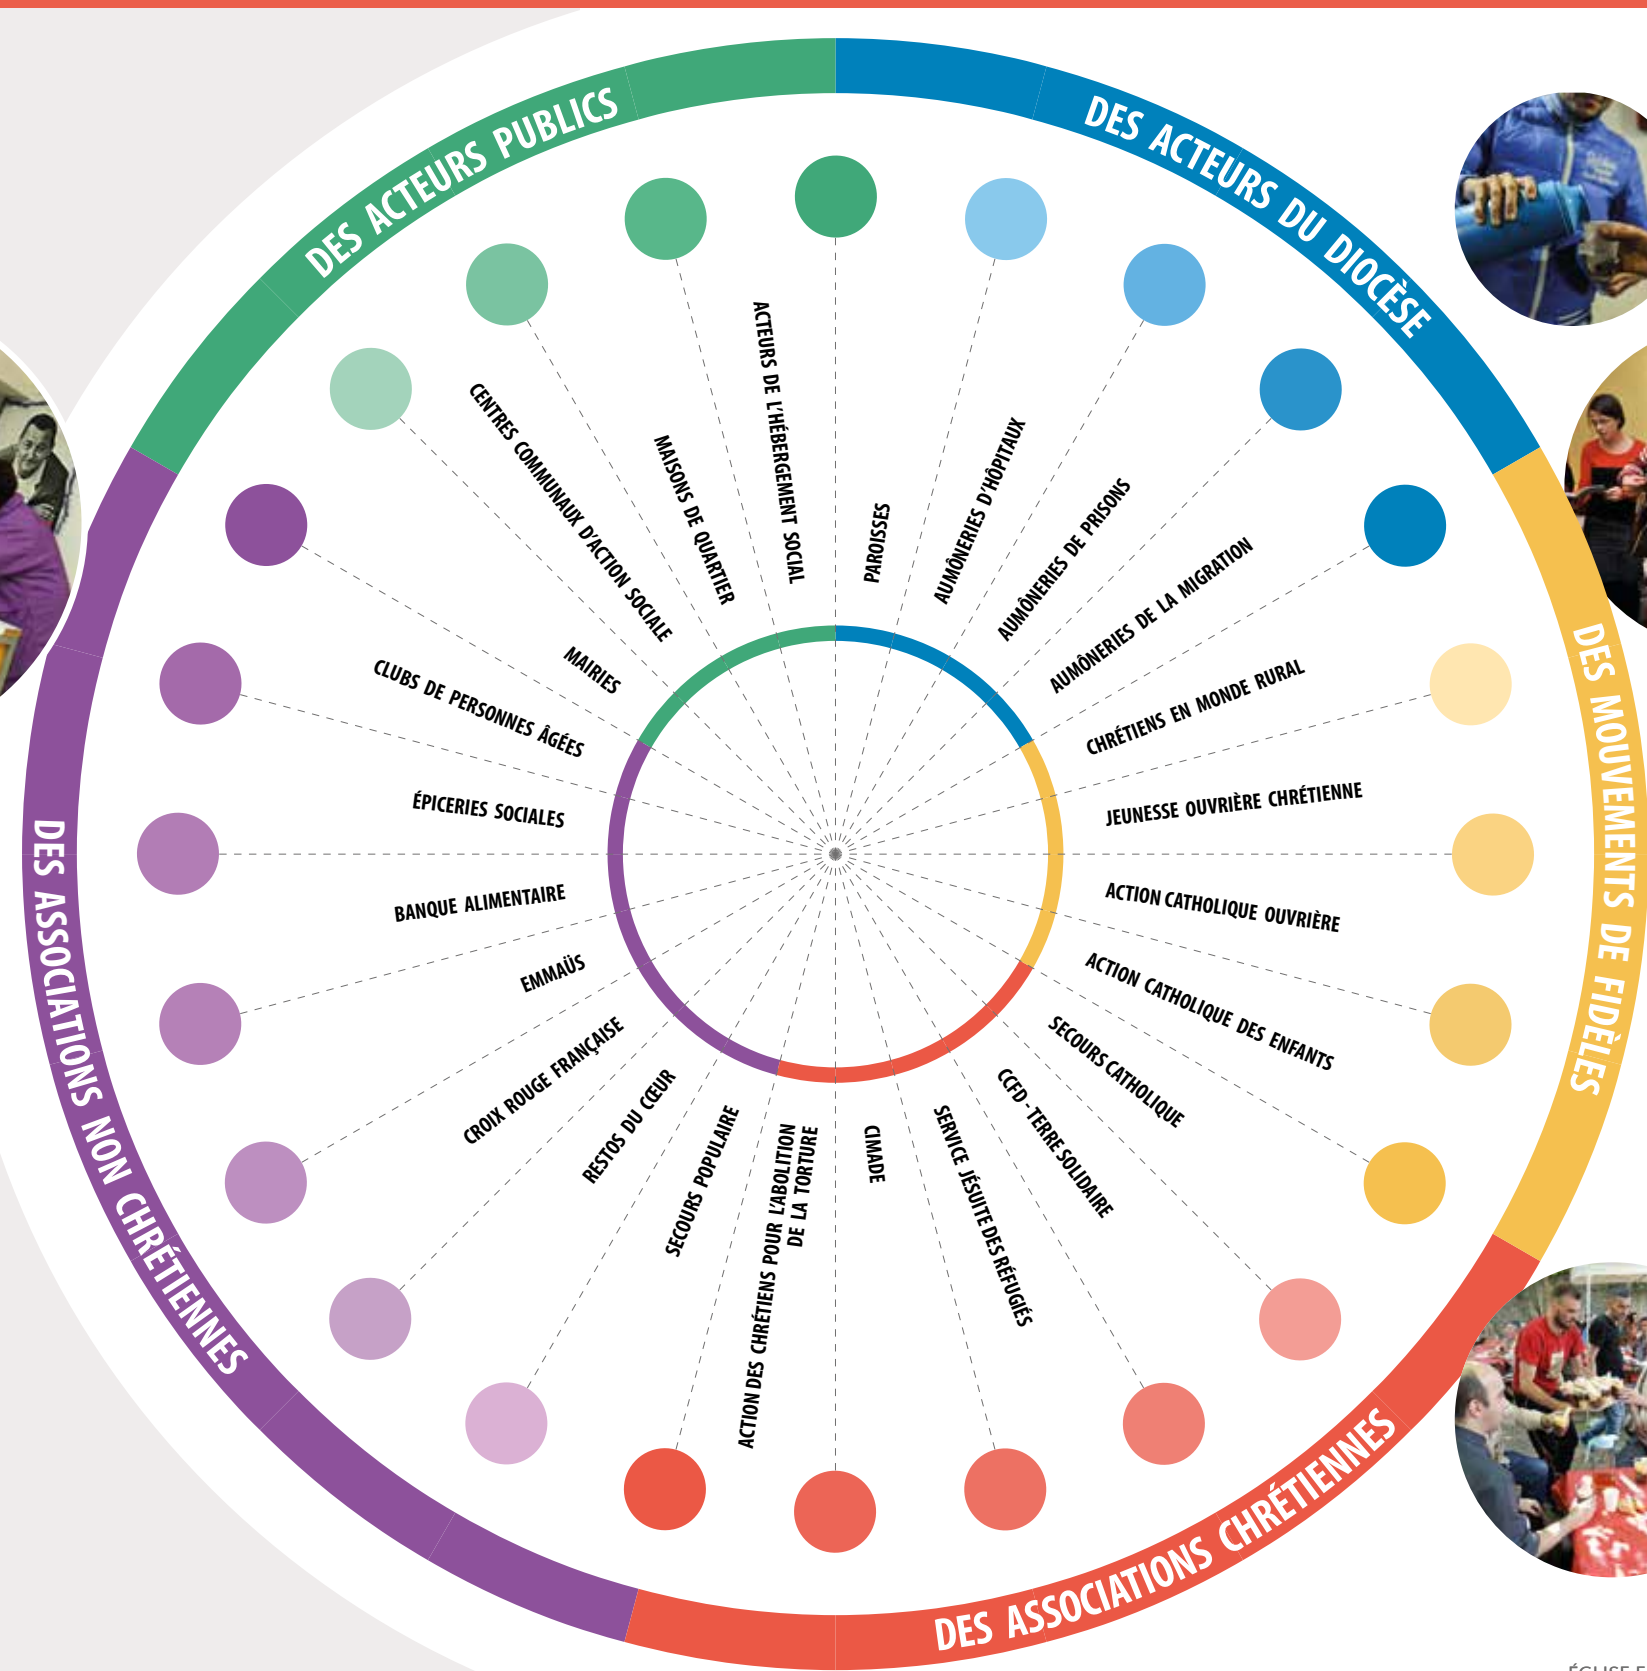 DES ACTEURS PUBLICS
DES ACTEURS DU DIOCÈSE
DES MOUVEMENTS DE FIDÈLES
DES ASSOCIATIONS CHRÉTIENNES
DES ASSOCIATIONS NON CHRÉTIENNES
PAROISSES
AUMÔNERIES D'HÔPITAUX
AUMÔNERIES DE PRISONS
AUMÔNERIES DE LA MIGRATION
CHRÉTIENS EN MONDE RURAL
JEUNESSE OUVRIÈRE CHRÉTIENNE
ACTION CATHOLIQUE OUVRIÈRE
ACTION CATHOLIQUE DES ENFANTS
SECOURS CATHOLIQUE
CCFD - TERRE SOLIDAIRE
SERVICE JÉSUITE DES RÉFUGIÉS
CIMADE
ACTION DES CHRÉTIENS POUR L'ABOLITION
DE LA TORTURE
SECOURS POPULAIRE
RESTOS DU CŒUR
CROIX ROUGE FRANÇAISE
EMMAÜS
BANQUE ALIMENTAIRE
ÉPICERIES SOCIALES
CLUBS DE PERSONNES ÂGÉES
MAIRIES
CENTRES COMMUNAUX D'ACTION SOCIALE
MAISONS DE QUARTIER
ACTEURS DE L'HÉBERGEMENT SOCIAL